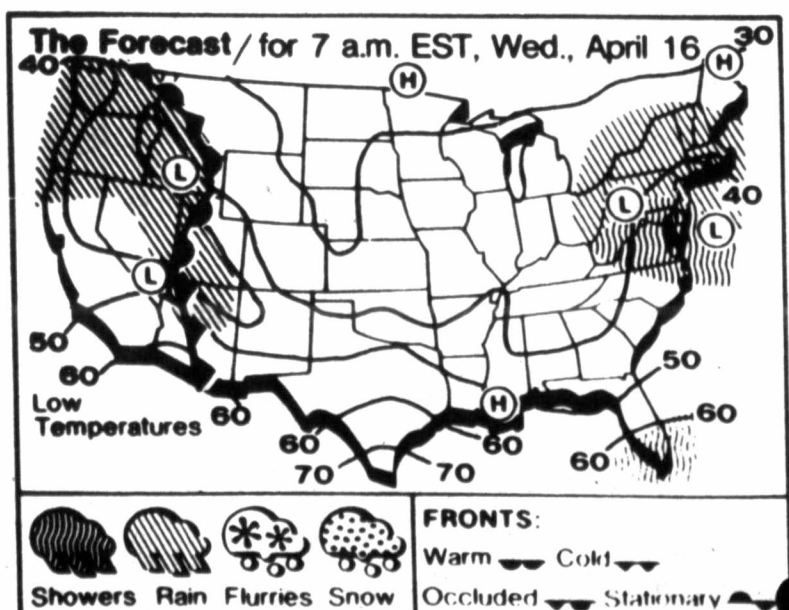 The Forecast / for 7 a.m. EST, Wed., April 16
30
40
H
H
L
L
40
L
L
50
60
50
Low
Temperatures
60
H
60
60
60
60
70
70
FRONTS:
Warm Cold
Showers Rain Flurries Snow
Occluded Stationary